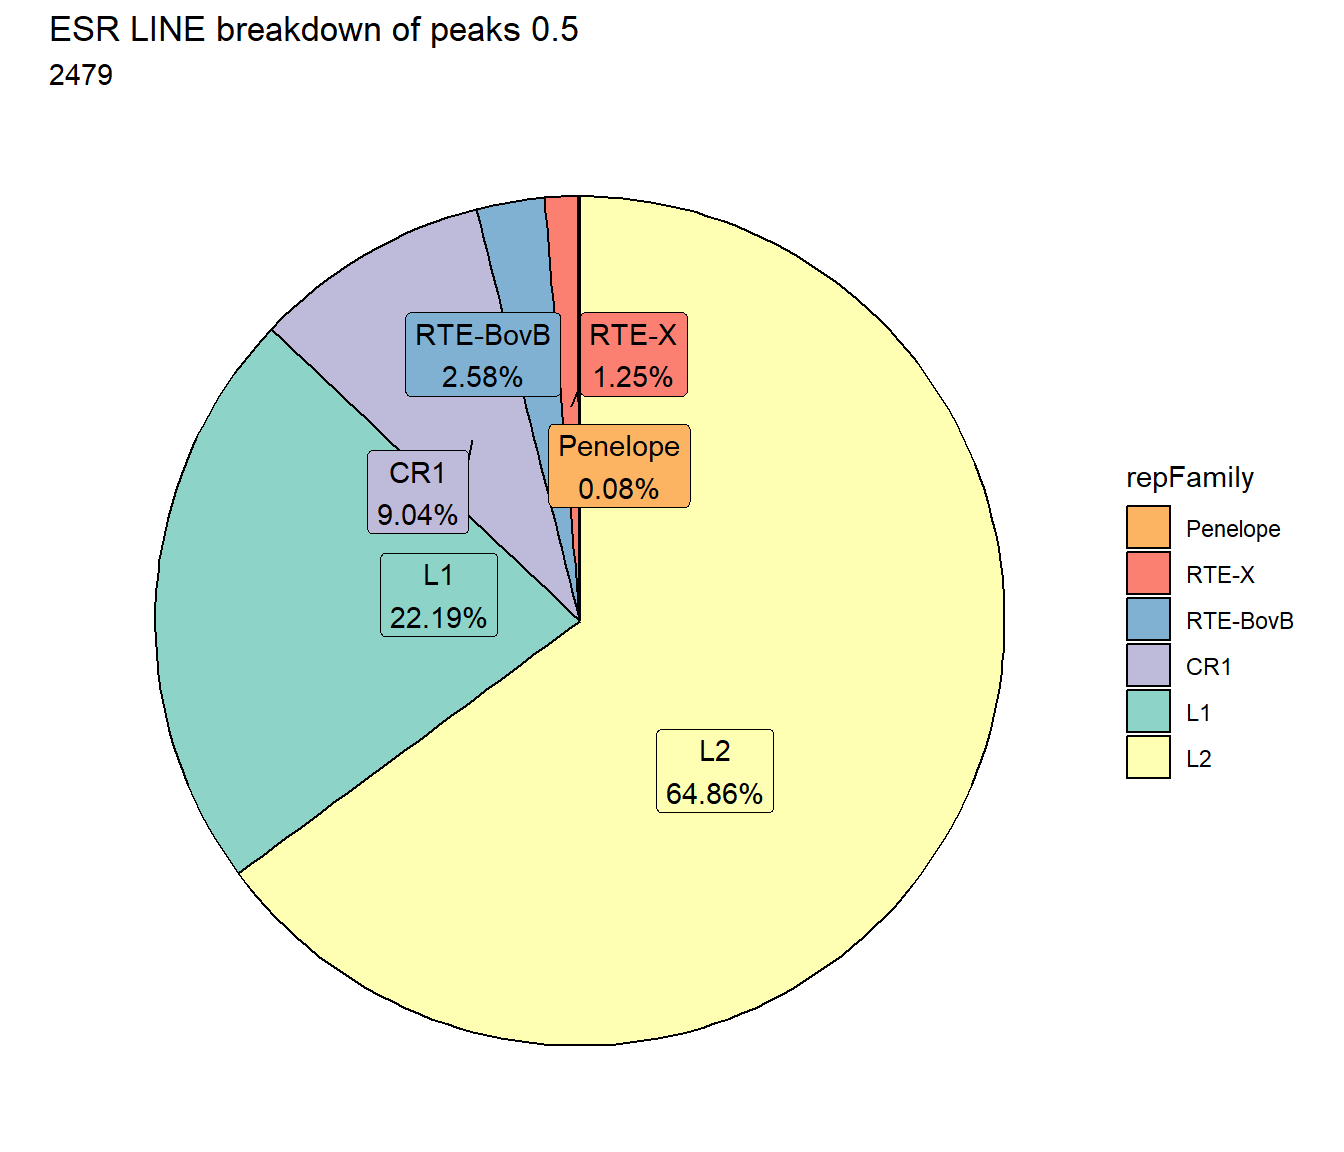 ESR LINE breakdown of peaks 0.5
2479
RTE-BovB
2.58%
RTE-X
1.25%
Penelope
0.08%
CR1
9.04%
L1
22.19%
L2
64.86%
repFamily
Penelope
RTE-X
RTE-BovB
CR1
L1
L2